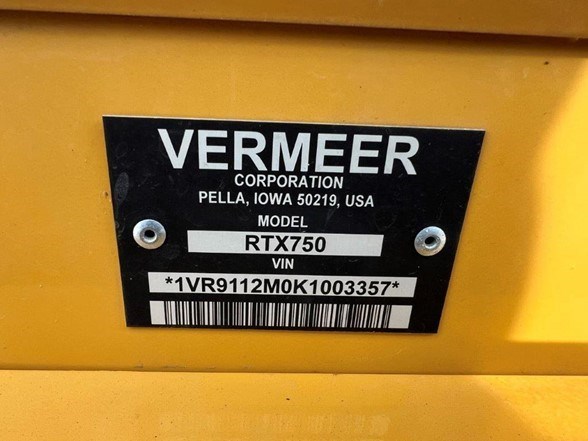 VERMEER
CORPORATION
PELLA, IOWA 50219, USA
MODEL
RTX750
VIN
*1VR9112M0K1003357*